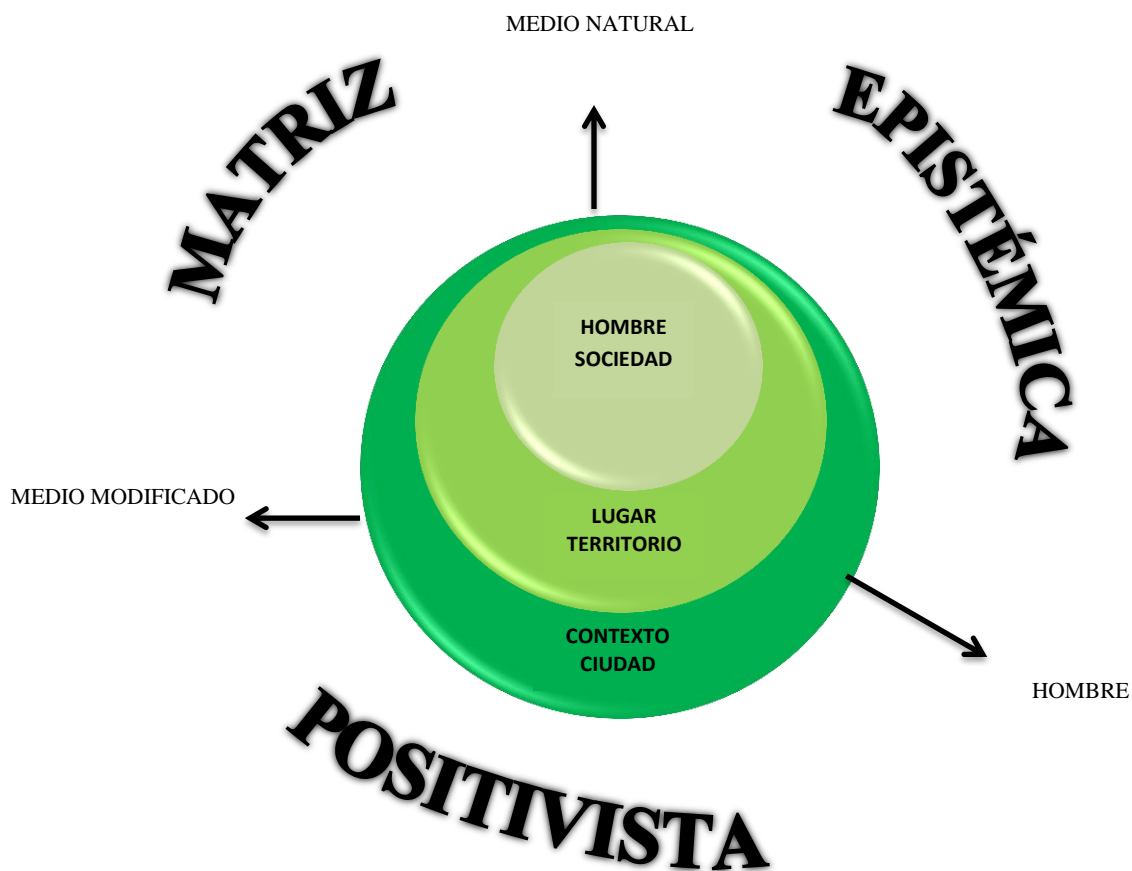 MEDIO NATURAL
MATRIZ
EPISTÉMICA
HOMBRE
SOCIEDAD
MEDIO MODIFICADO
LUGAR
TERRITORIO
CONTEXTO
CIUDAD
HOMBRE
POSITIVISTA